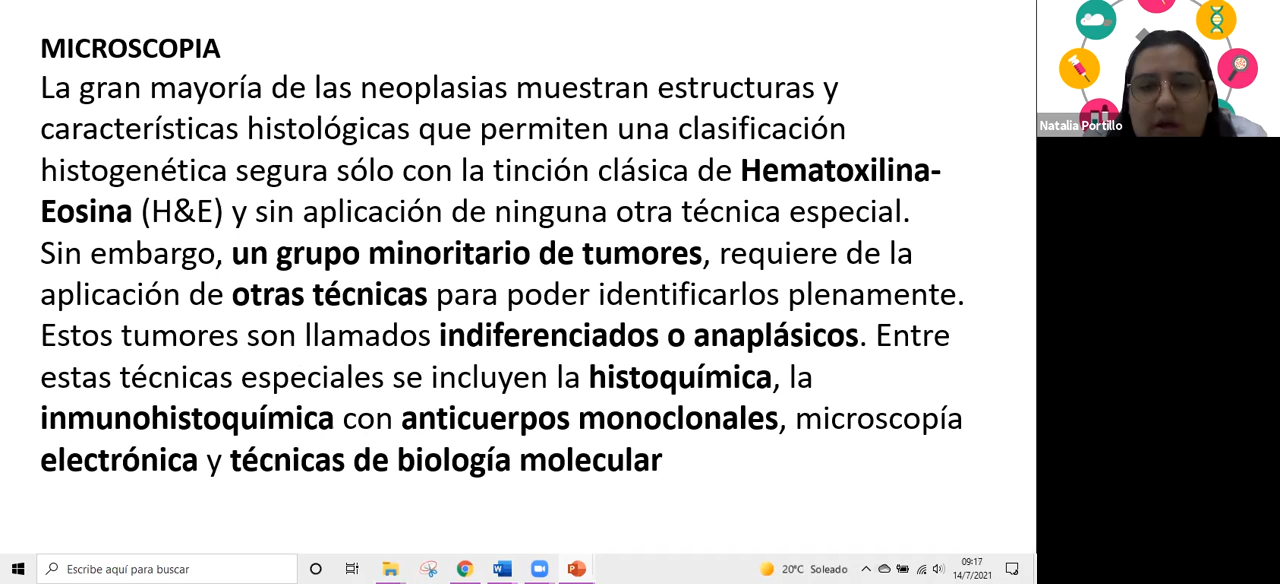 MICROSCOPIA
La gran mayoría de las neoplasias muestran estructuras y
características histológicas que permiten una clasificación
histogenética segura sólo con la tinción clásica de Hematoxilina-
Eosina (H&E) y sin aplicación de ninguna otra técnica especial.
Sin embargo, un grupo minoritario de tumores, requiere de la
aplicación de otras técnicas para poder identificarlos plenamente.
Estos tumores son llamados indiferenciados o anaplásicos. Entre
estas técnicas especiales se incluyen la histoquímica, la
inmunohistoquímica con anticuerpos monoclonales, microscopía
electrónica y técnicas de biología molecular
Natalia Portillo
Escribe aquí para buscar
20°C Soleado
09:17
14/7/2021